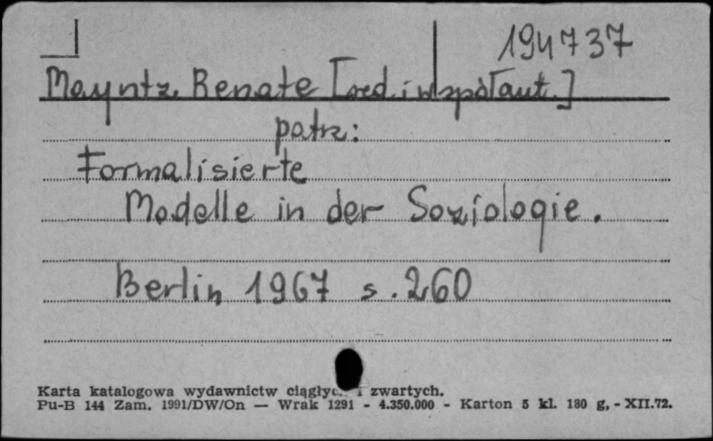 194737
Mayntz Renate [red. i współaut.]
patrz:
Formalisierte
Modelle in der Soziologie.
Berlin 1967 s. 260
Karta katalogowa wydawnictw ciągłyc. i zwartych.
Pu-B 144 Zam. 1991/DW/On — Wrak 1291 - 4.350.000 - Karton 5 kl. 180 g, - XII.72.